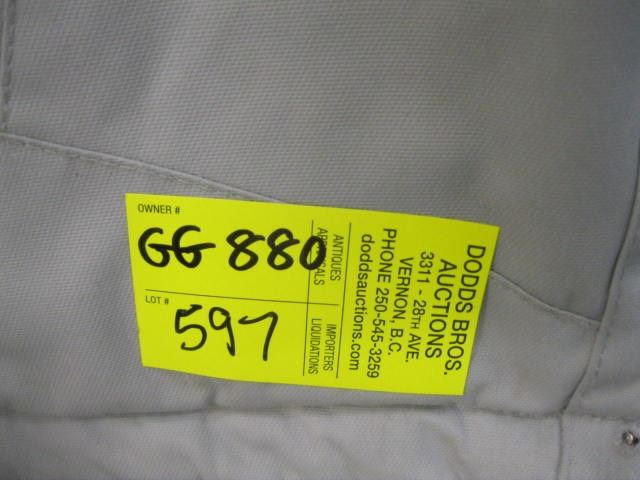 OWNER #
GG 880
LOT #
597
ANTIQUES
APPRAISALS
IMPORTERS
LIQUIDATIONS
DODDS BROS.
AUCTIONS
3311 - 28TH AVE.
VERNON, B.C.
PHONE 250-545-3259
doddsauctions.com